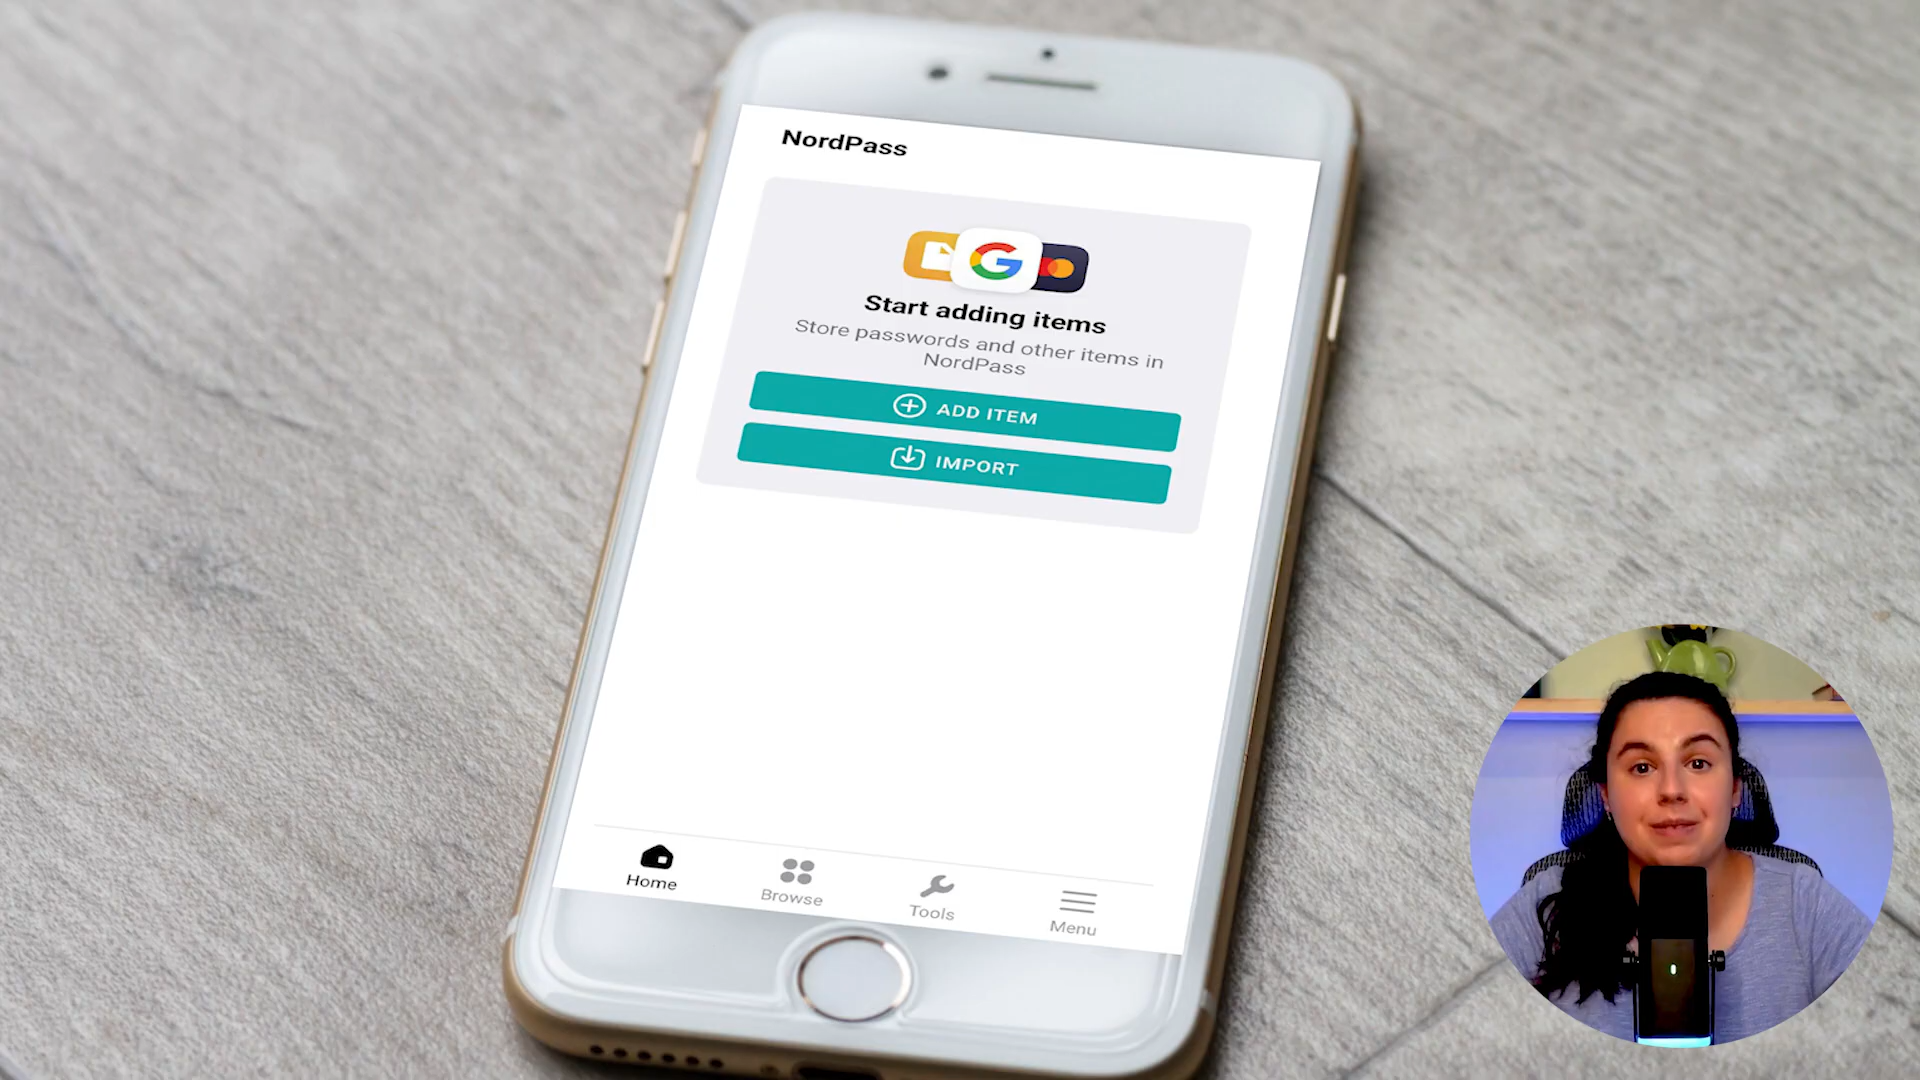 NordPass
Start adding items
Store passwords and other items in
NordPass
ADD ITEM
IMPORT
Home
Browse
Tools
Menu